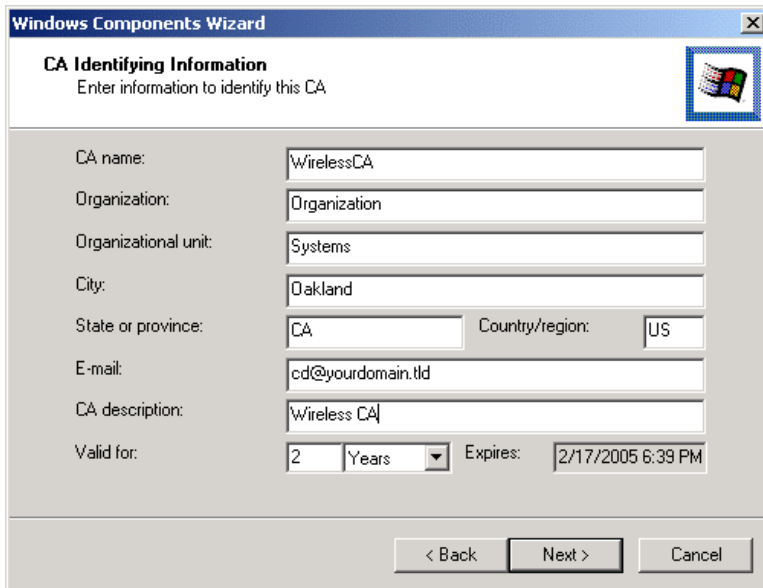 Windows Components Wizard
CA Identifying Information
Enter information to identify this CA
CA name: WirelessCA
Organization: Organization
Organizational unit: Systems
City: Oakland
State or province: CA Country/region: US
E-mail: cd@yourdomain.tld
CA description: Wireless CA
Valid for: 2 Years Expires: 2/17/2005 6:39 PM
< Back Next > Cancel